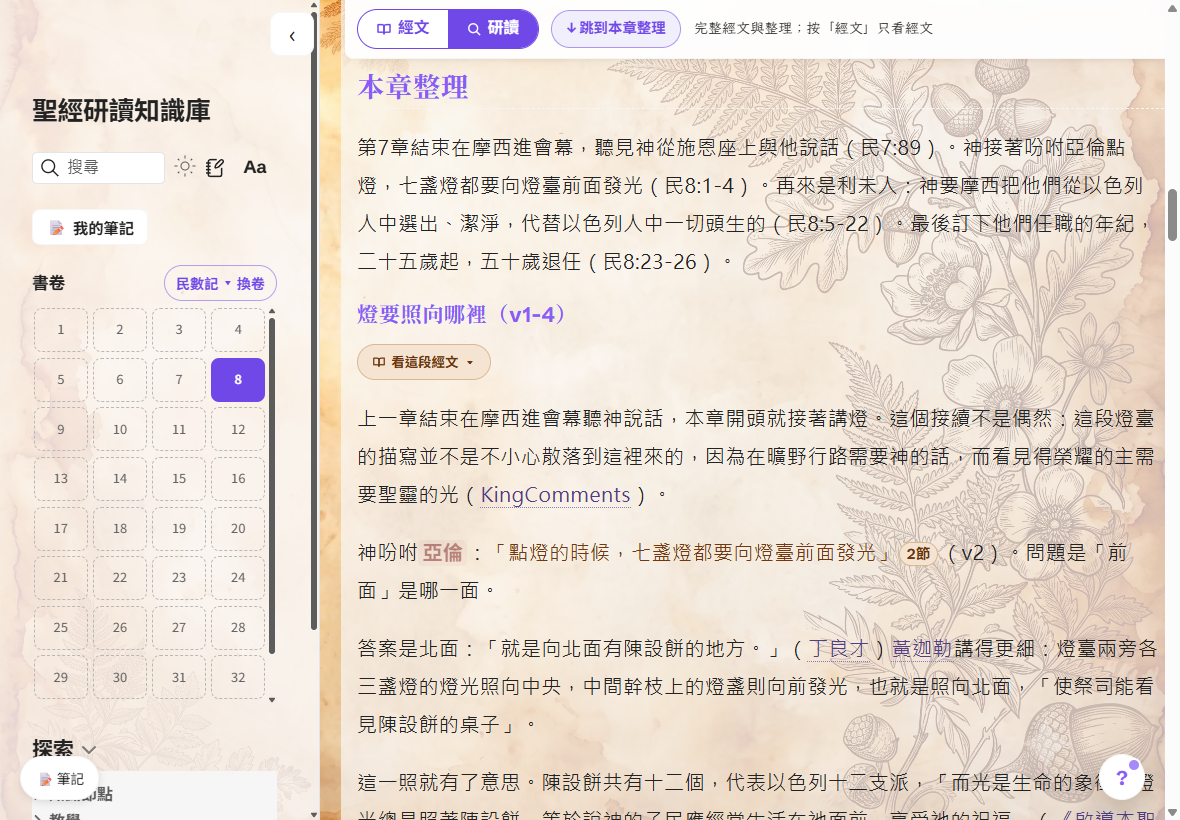 聖經研讀知識庫
搜尋
Aa
我的筆記
書卷
民數記 ▾ 換卷
1 2 3 4
5 6 7 8
9 10 11 12
13 14 15 16
17 18 19 20
21 22 23 24
25 26 27 28
29 30 31 32
探索
筆記
經文 研讀 ↓跳到本章整理 完整經文與整理；按「經文」只看經文
本章整理
第7章結束在摩西進會幕，聽見神從施恩座上與他說話（民7:89）。神接著吩咐亞倫點
燈，七盞燈都要向燈臺前面發光（民8:1-4）。再來是利未人：神要摩西把他們從以色列
人中選出、潔淨，代替以色列人中一切頭生的（民8:5-22）。最後訂下他們任職的年紀，
二十五歲起，五十歲退任（民8:23-26）。
燈要照向哪裡（v1-4）
看這段經文
上一章結束在摩西進會幕聽神說話，本章開頭就接著講燈。這個接續不是偶然：這段燈臺
的描寫並不是不小心散落到這裡來的，因為在曠野行路需要神的話，而看見得榮耀的主需
要聖靈的光（KingComments）。
神吩咐亞倫：「點燈的時候，七盞燈都要向燈臺前面發光」 2節 （v2）。問題是「前
面」是哪一面。
答案是北面：「就是向北面有陳設餅的地方。」（丁良才）黃迦勒講得更細：燈臺兩旁各
三盞燈的燈光照向中央，中間幹枝上的燈盞則向前發光，也就是照向北面，「使祭司能看
見陳設餅的桌子」。
這一照就有了意思。陳設餅共有十二個，代表以色列十二支派，「而光是生命的象
?